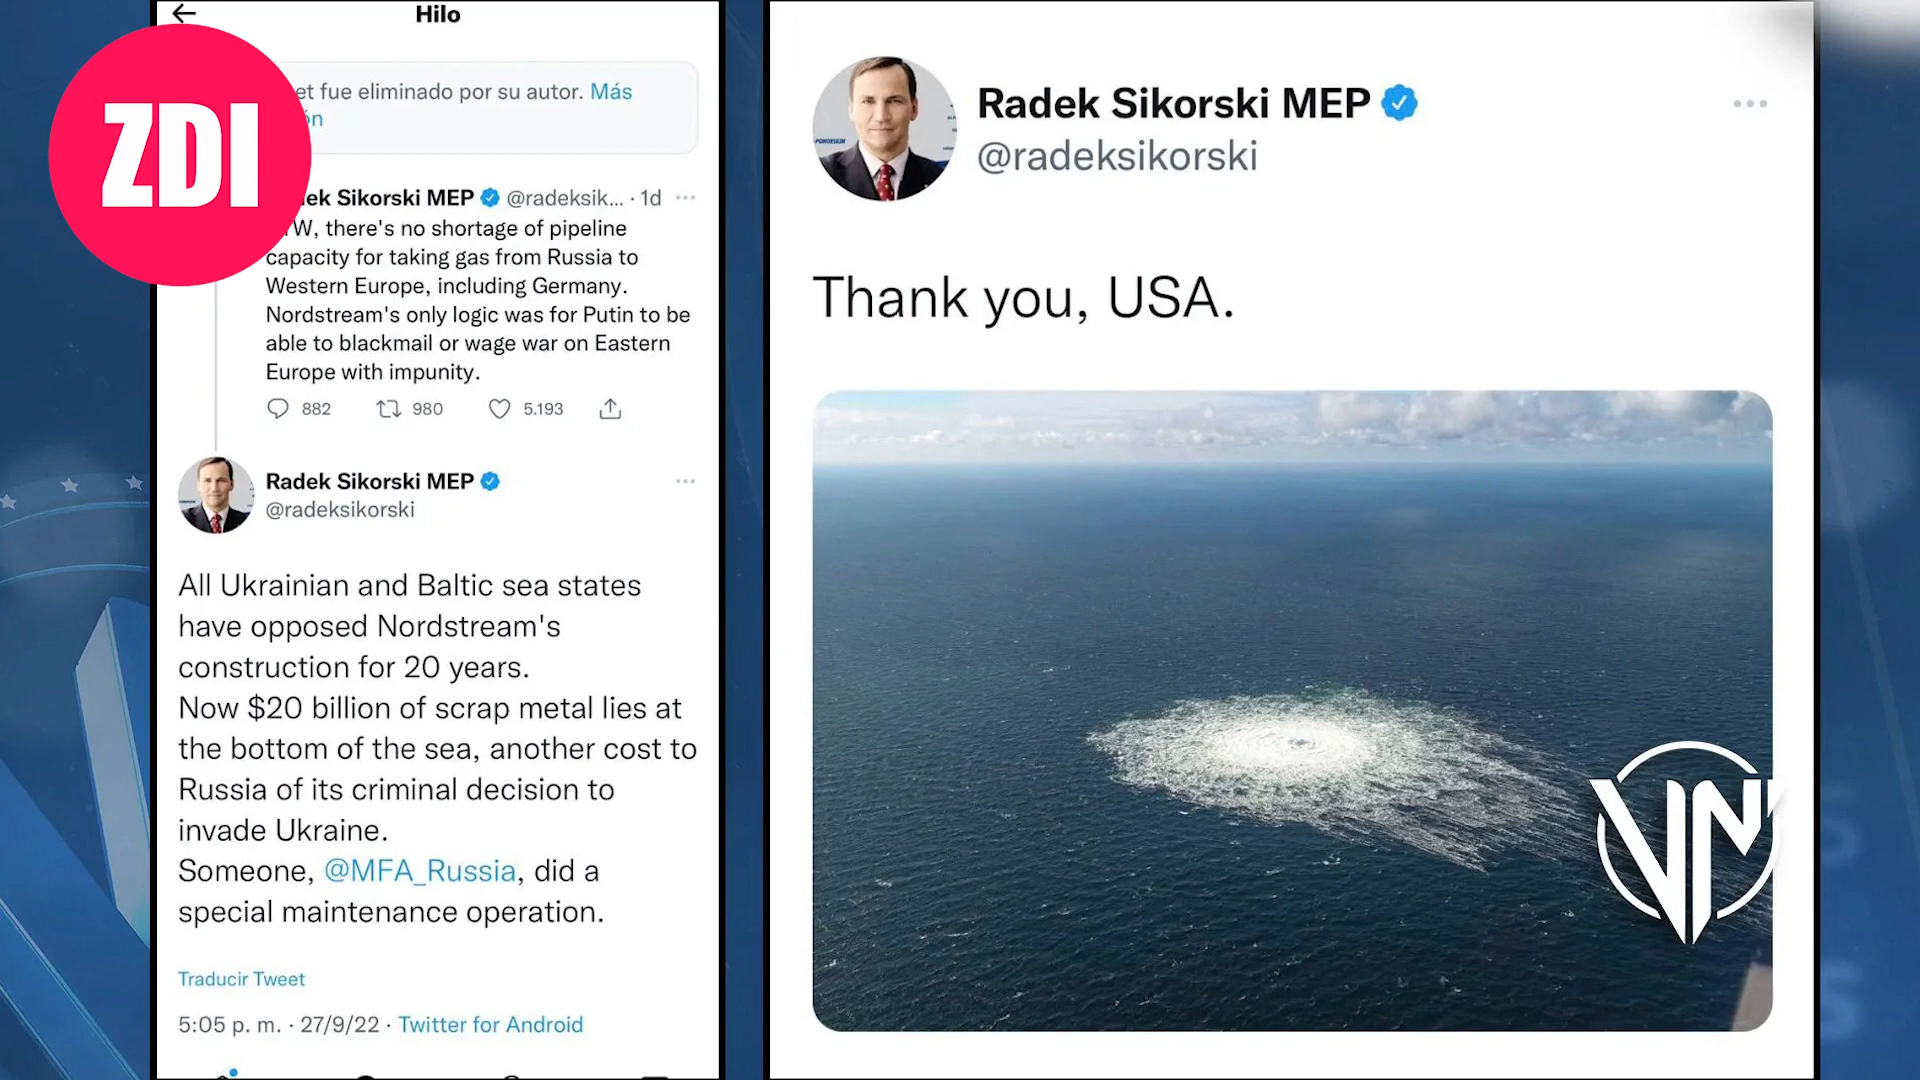 Hilo
ZDI
et fue eliminado por su autor. Más
ón
ek Sikorski MEP @radeksik... · 1d
W, there's no shortage of pipeline
capacity for taking gas from Russia to
Western Europe, including Germany.
Nordstream's only logic was for Putin to be
able to blackmail or wage war on Eastern
Europe with impunity.
882 980 5.193
Radek Sikorski MEP
@radeksikorski
All Ukrainian and Baltic sea states
have opposed Nordstream's
construction for 20 years.
Now $20 billion of scrap metal lies at
the bottom of the sea, another cost to
Russia of its criminal decision to
invade Ukraine.
Someone, @MFA_Russia, did a
special maintenance operation.
Traducir Tweet
5:05 p. m. · 27/9/22 · Twitter for Android
Radek Sikorski MEP
@radeksikorski
Thank you, USA.
VN